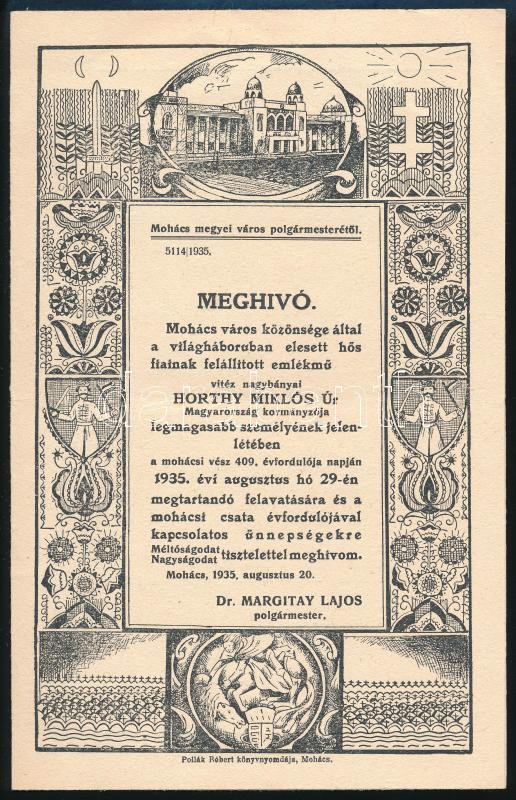 Mohács megyei város polgármesterétől.
5114|1935.
MEGHIVÓ.
Mohács város közönsége által
a világháboruban elesett hős
fiainak felállított emlékmű
vitéz nagybányai
HORTHY MIKLÓS Úr
Magyarország kormányzója
legmagasabb személyének jelen-
létében
a mohácsi vész 409. évfordulója napján
1935. évi augusztus hó 29-én
megtartandó felavatására és a
mohácsi csata évfordulójával
kapcsolatos ünnepségekre
Méltóságodat
Nagyságodat tisztelettel meghivom.
Mohács, 1935, augusztus 20.
Dr. MARGITAY LAJOS
polgármester.
Pollák Róbert könyvnyomdája, Mohács.